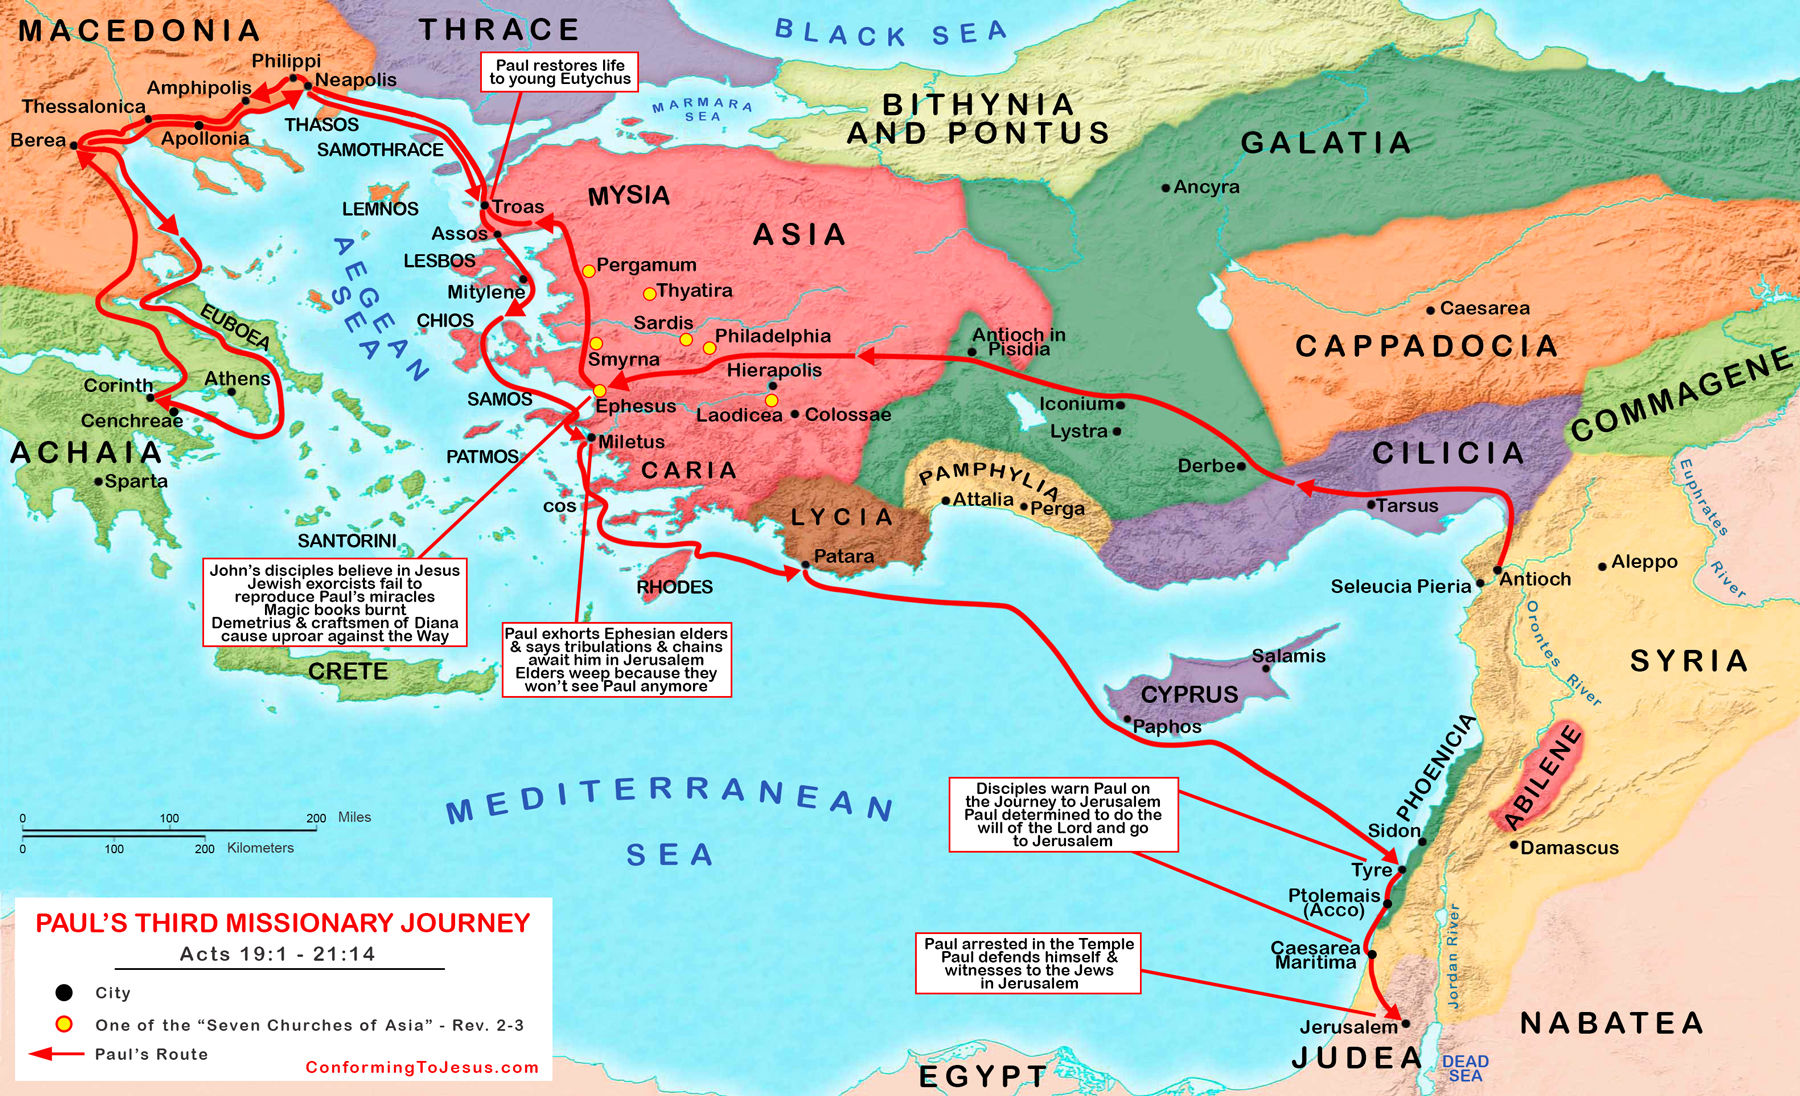 MACEDONIA
THRACE
BLACK SEA
Philippi
Neapolis
Amphipolis
Thessalonica
Berea
Apollonia
THASOS
SAMOTHRACE
Paul restores life
to young Eutychus
MARMARA
SEA
BITHYNIA
AND PONTUS
GALATIA
Ancyra
LEMNOS
Troas
MYSIA
ASIA
Assos
LESBOS
Mitylene
AEGEAN
SEA
CHIOS
Pergamum
Thyatira
Sardis
Philadelphia
Smyrna
Hierapolis
Ephesus
Laodicea
Colossae
Antioch in
Pisidia
Iconium
Lystra
Derbe
Caesarea
CAPPADOCIA
COMMAGENE
EUBOEA
Corinth
Athens
Cenchreae
ACHAIA
Sparta
SAMOS
PATMOS
Miletus
CARIA
cos
SANTORINI
LYCIA
Patara
PAMPHYLIA
Attalia
Perga
CILICIA
Tarsus
Euphrates
River
Seleucia Pieria
Antioch
Aleppo
Orontes River
SYRIA
RHODES
John's disciples believe in Jesus
Jewish exorcists fail to
reproduce Paul's miracles
Magic books burnt
Demetrius & craftsmen of Diana
cause uproar against the Way
CRETE
Paul exhorts Ephesian elders
& says tribulations & chains
await him in Jerusalem
Elders weep because they
won't see Paul anymore
Salamis
CYPRUS
Paphos
PHOENICIA
ABILENE
MEDITERRANEAN
SEA
Disciples warn Paul on
the Journey to Jerusalem
Paul determined to do the
will of the Lord and go
to Jerusalem
Sidon
Damascus
Tyre
Ptolemais
(Acco)
Caesarea
Maritima
Jordan River
Paul arrested in the Temple
Paul defends himself &
witnesses to the Jews
in Jerusalem
Jerusalem
JUDEA
DEAD
SEA
NABATEA
EGYPT
0 100 200 Miles
0 100 200 Kilometers
PAUL'S THIRD MISSIONARY JOURNEY
Acts 19:1 - 21:14
City
One of the “Seven Churches of Asia” - Rev. 2-3
Paul's Route
ConformingToJesus.com